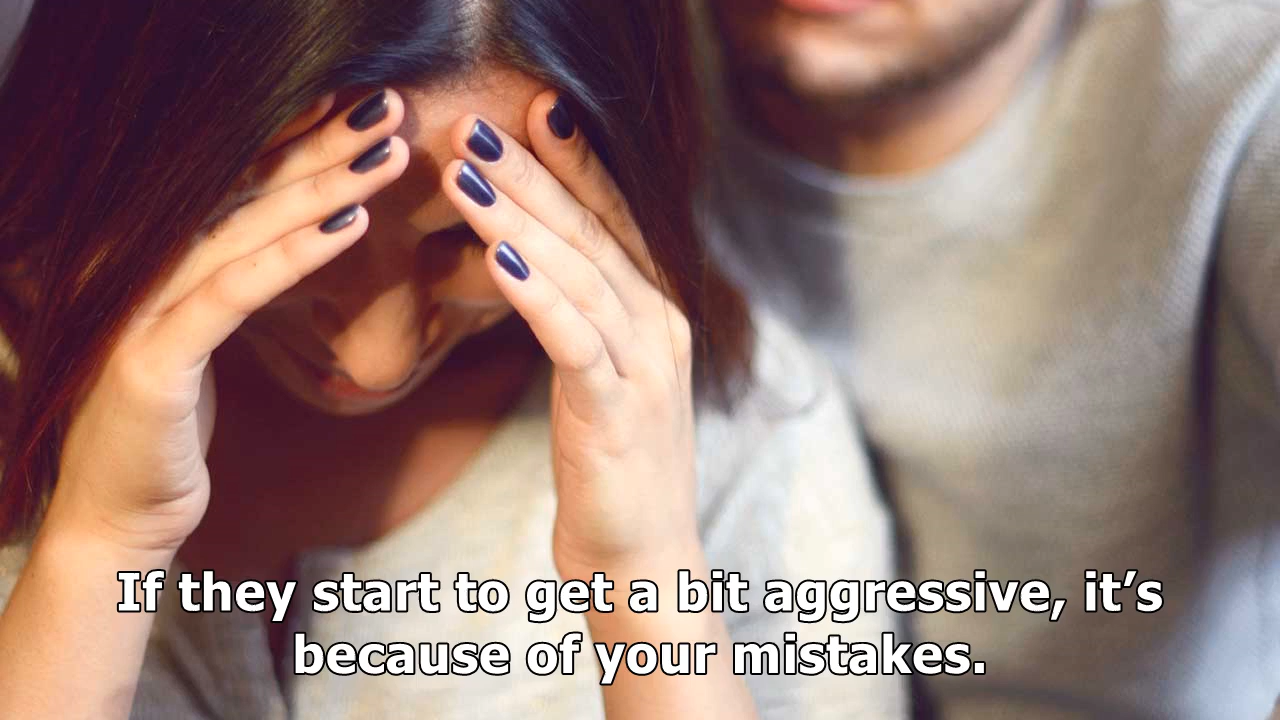 If they start to get a bit aggressive, it’s
because of your mistakes.